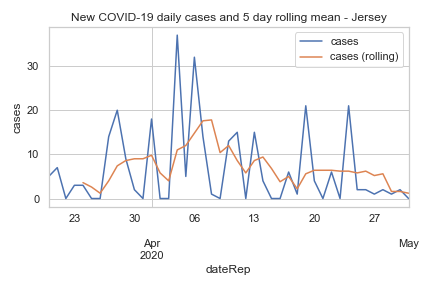 New COVID-19 daily cases and 5 day rolling mean - Jersey
cases
cases (rolling)
cases
30
20
10
0
23
30
06
13
20
27
Apr
2020
May
dateRep